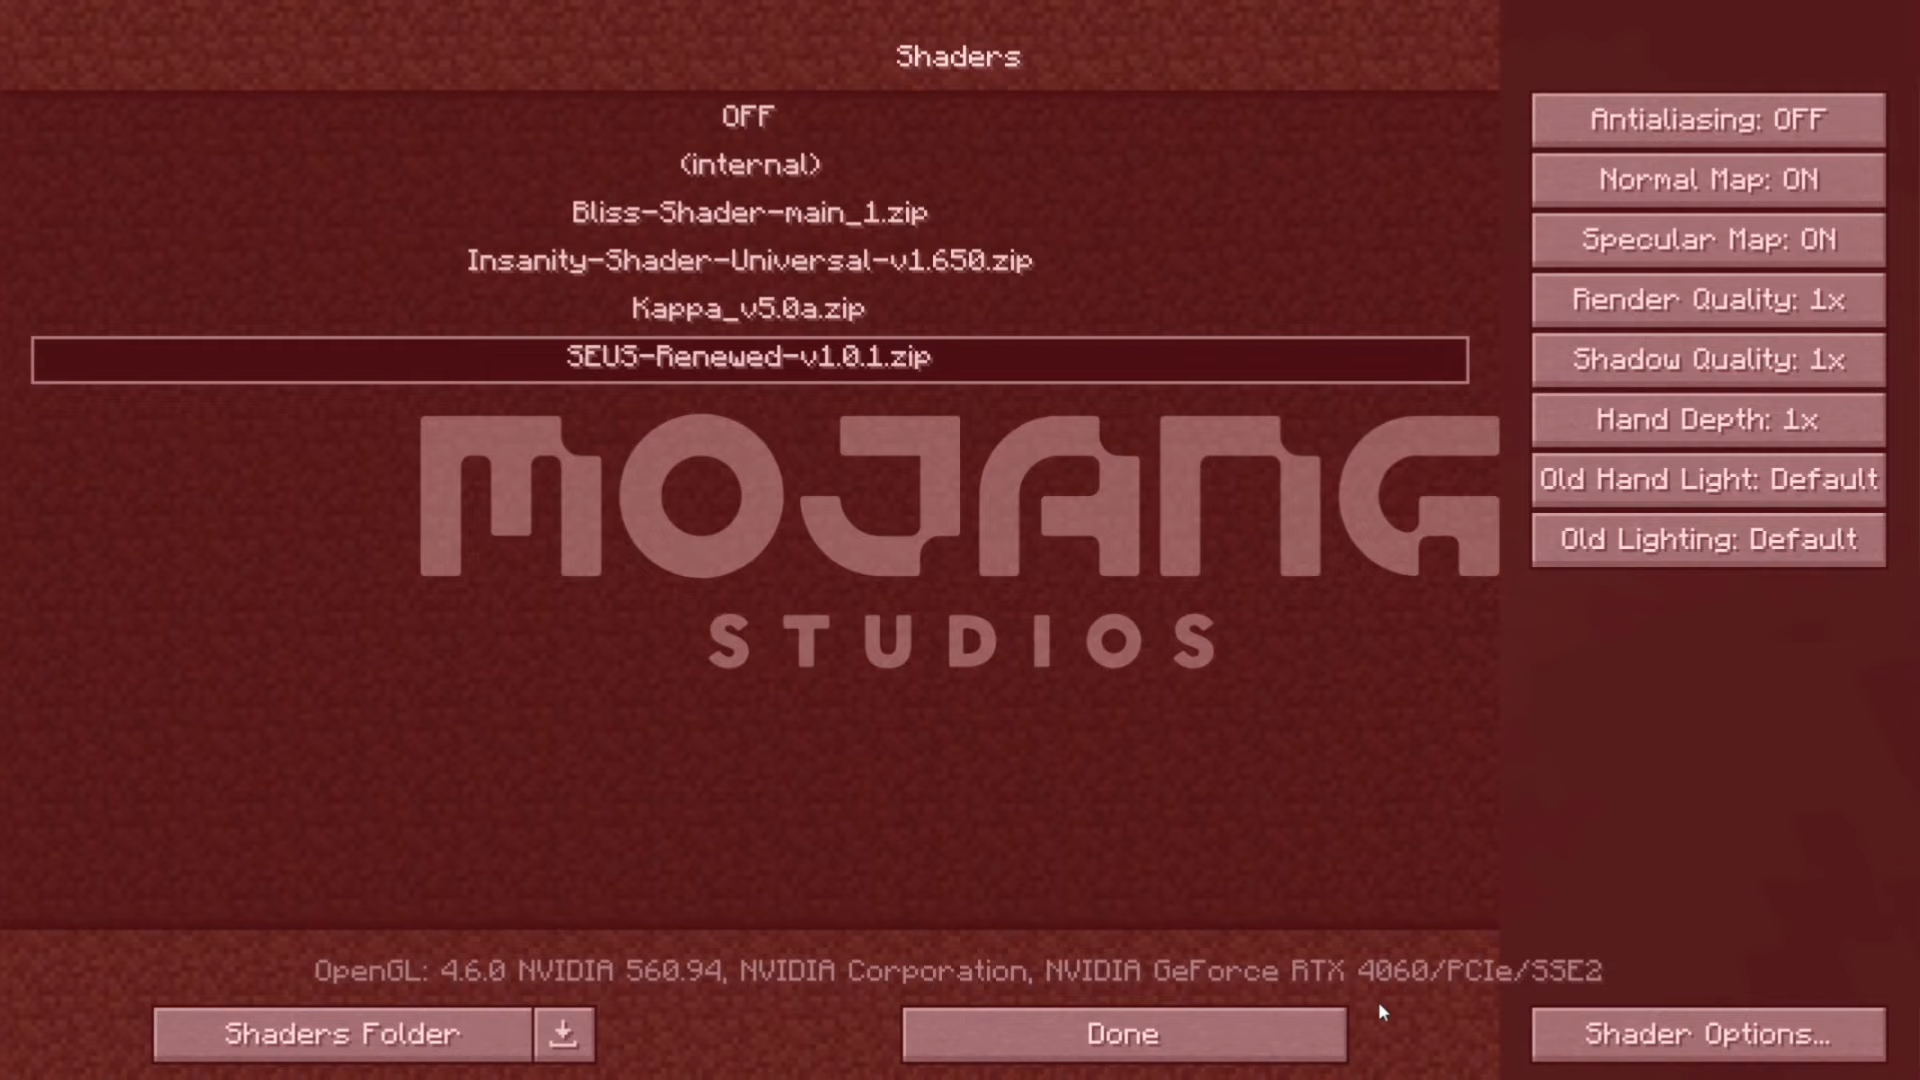 Shaders
OFF
(internal)
Bliss-Shader-main_1.zip
Insanity-Shader-Universal-v1.650.zip
Kappa_v5.0a.zip
SEUS-Renewed-v1.0.1.zip
MOJANG
STUDIOS
Antialiasing: OFF
Normal Map: ON
Specular Map: ON
Render Quality: 1x
Shadow Quality: 1x
Hand Depth: 1x
Old Hand Light: Default
Old Lighting: Default
OpenGL: 4.6.0 NVIDIA 560.94, NVIDIA Corporation, NVIDIA GeForce RTX 4060/PCIe/SSE2
Shaders Folder
Done
Shader Options...